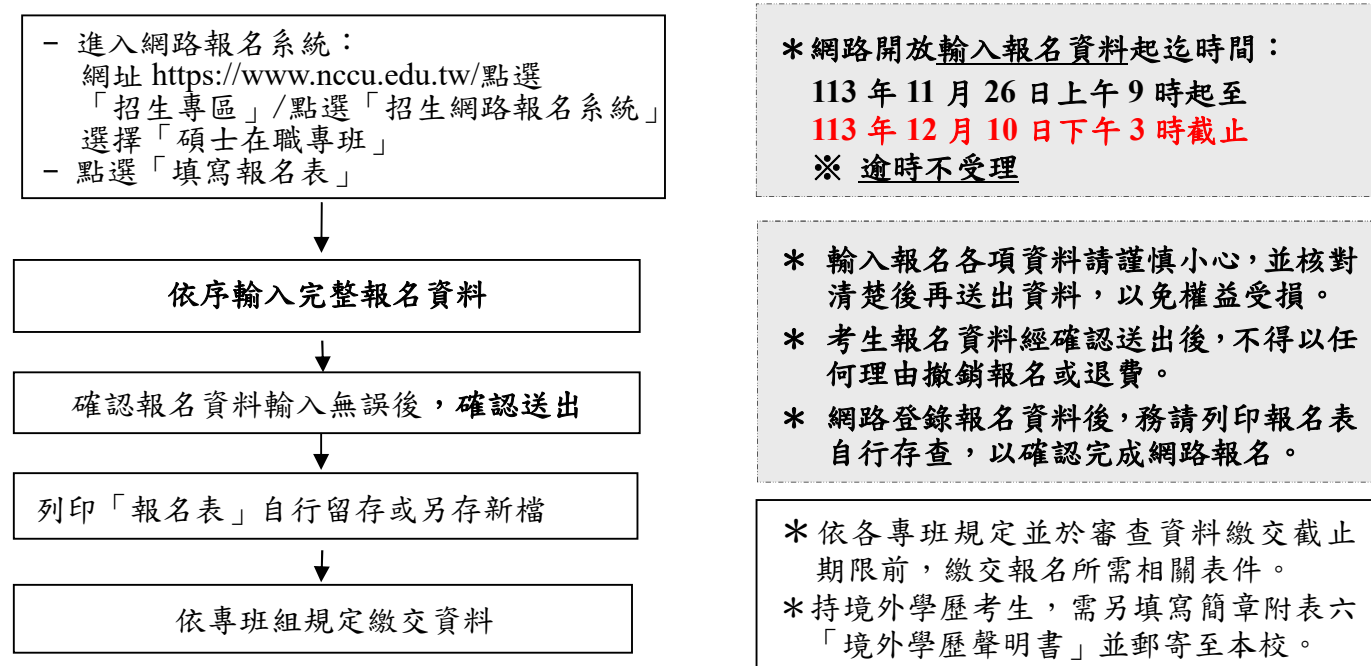 - 進入網路報名系統：
網址 https://www.nccu.edu.tw/點選
「招生專區」/點選「招生網路報名系統」
選擇「碩士在職專班」
- 點選「填寫報名表」
依序輸入完整報名資料
確認報名資料輸入無誤後，確認送出
列印「報名表」自行留存或另存新檔
依專班組規定繳交資料
＊網路開放輸入報名資料起迄時間：
113 年 11 月 26 日上午 9 時起至
113 年 12 月 10 日下午 3 時截止
※ 逾時不受理
＊ 輸入報名各項資料請謹慎小心，並核對
清楚後再送出資料，以免權益受損。
＊ 考生報名資料經確認送出後，不得以任
何理由撤銷報名或退費。
＊ 網路登錄報名資料後，務請列印報名表
自行存查，以確認完成網路報名。
＊依各專班規定並於審查資料繳交截止
期限前，繳交報名所需相關表件。
＊持境外學歷考生，需另填寫簡章附表六
「境外學歷聲明書」並郵寄至本校。